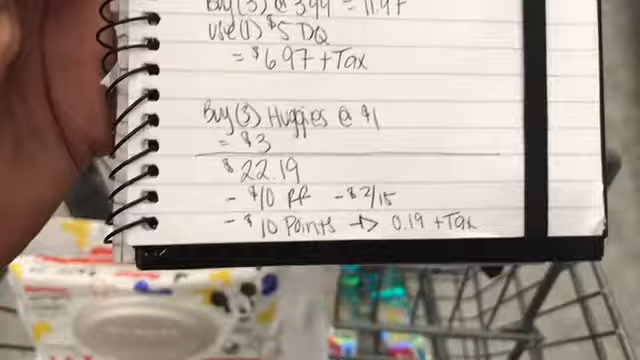 Buy (3) @ 3.99 = 11.97
use (1) $5 DQ
= $6.97 + Tax
Buy (3) Huggies @ $1
= $3
$22.19
- $10 RR - $2/15
- $10 Points → 0.19 + Tax